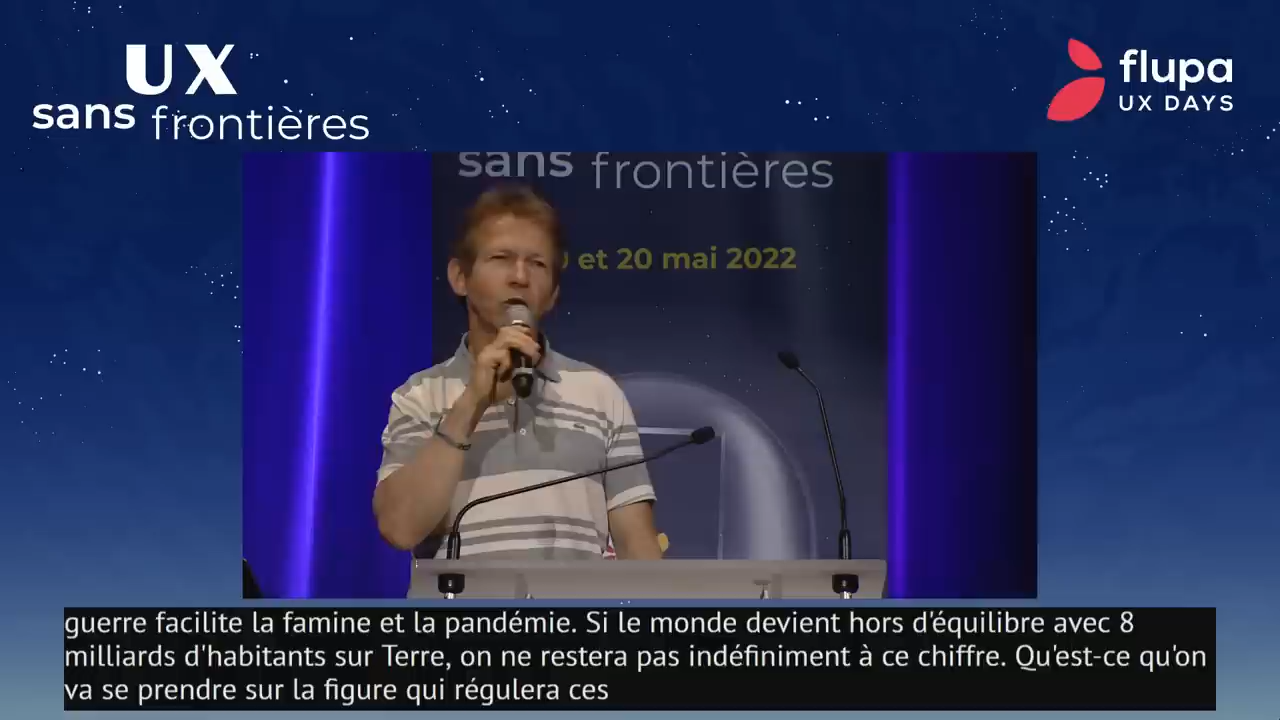 UX
sans frontières
flupa
UX DAYS
sans frontières
et 20 mai 2022
guerre facilite la famine et la pandémie. Si le monde devient hors d'équilibre avec 8
milliards d'habitants sur Terre, on ne restera pas indéfiniment à ce chiffre. Qu'est-ce qu'on
va se prendre sur la figure qui régulera ces